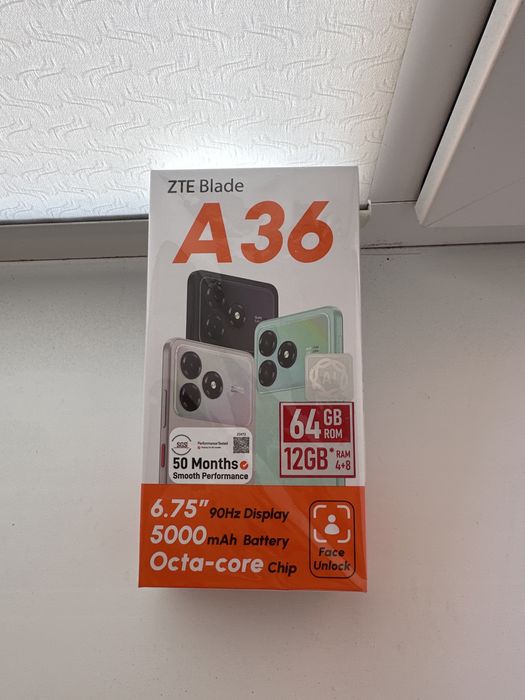 ZTE Blade
A36
AI
64 GB ROM
12GB* RAM 4+8
SGS
Performance Tested
50 Months
Smooth Performance
6.75" 90Hz Display
5000mAh Battery
Octa-core Chip
Face
Unlock